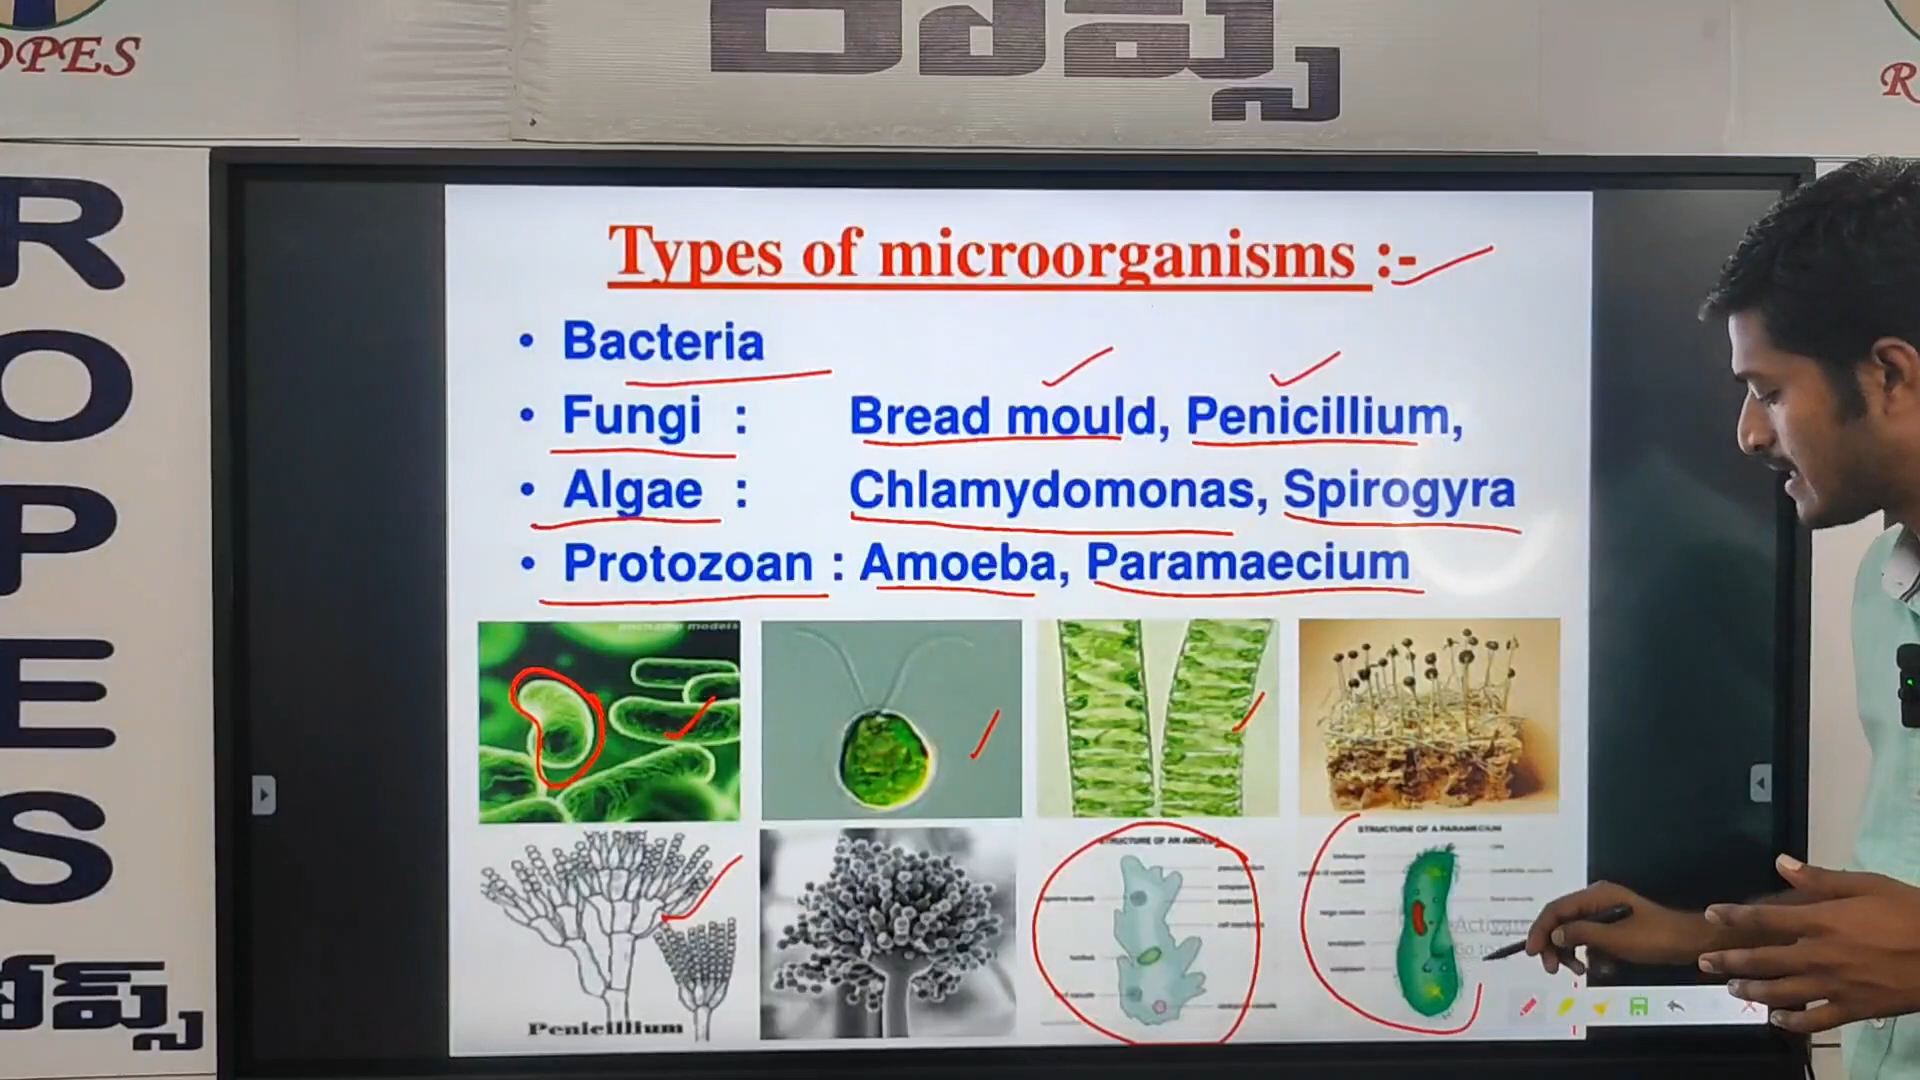 OPES
రోప్స్
R
R
O
P
E
S
రోప్స్
Types of microorganisms :-
• Bacteria
• Fungi : Bread mould, Penicillium,
• Algae : Chlamydomonas, Spirogyra
• Protozoan : Amoeba, Paramaecium
STRUCTURE OF AN AMOEBA
STRUCTURE OF A PARAMECIUM
Penicillium